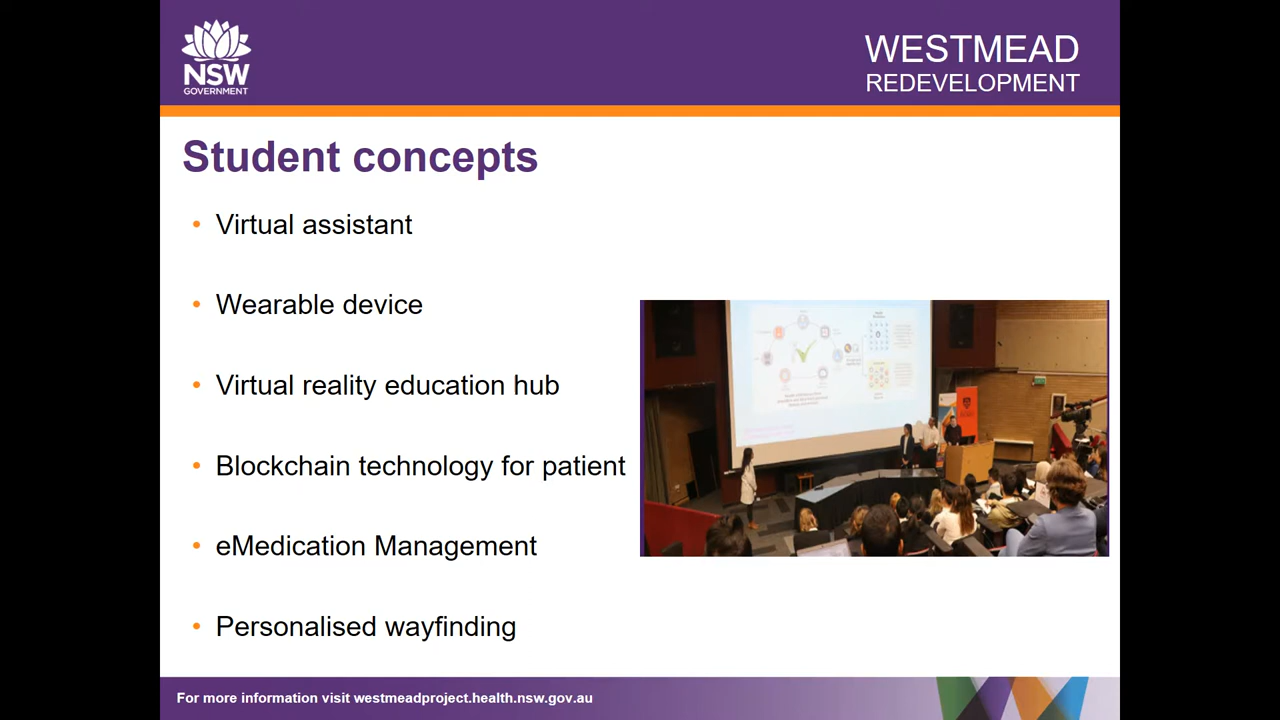 NSW
GOVERNMENT
WESTMEAD
REDEVELOPMENT
Student concepts
• Virtual assistant
• Wearable device
• Virtual reality education hub
• Blockchain technology for patient
• eMedication Management
• Personalised wayfinding
For more information visit westmeadproject.health.nsw.gov.au